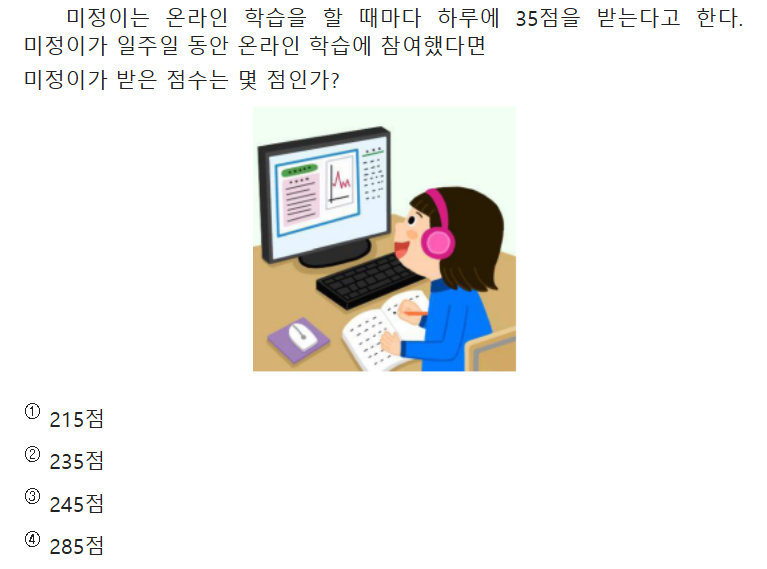 미정이는 온라인 학습을 할 때마다 하루에 35점을 받는다고 한다.
미정이가 일주일 동안 온라인 학습에 참여했다면
미정이가 받은 점수는 몇 점인가?
① 215점
② 235점
③ 245점
④ 285점